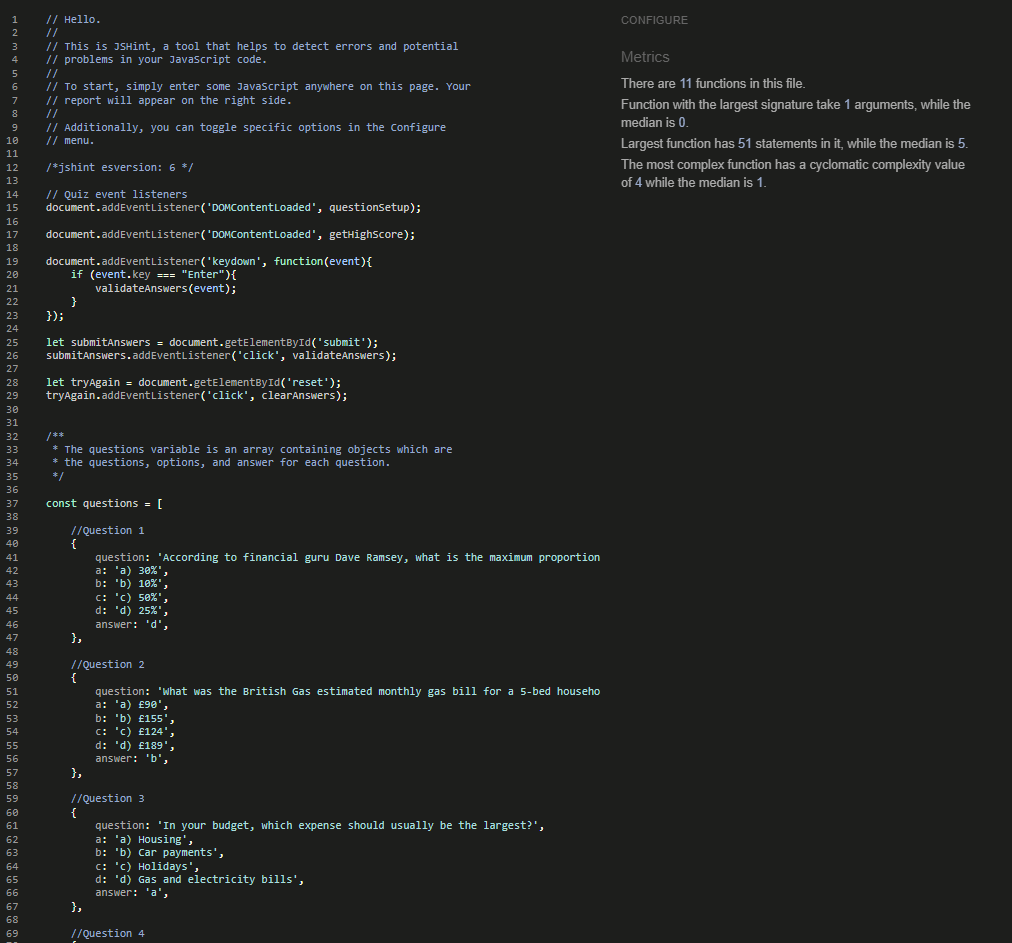 1 // Hello.
2 //
3 // This is JSHint, a tool that helps to detect errors and potential
4 // problems in your JavaScript code.
5 //
6 // To start, simply enter some JavaScript anywhere on this page. Your
7 // report will appear on the right side.
8 //
9 // Additionally, you can toggle specific options in the Configure
10 // menu.
11
12 /*jshint esversion: 6 */
13
14 // Quiz event listeners
15 document.addEventListener('DOMContentLoaded', questionSetup);
16
17 document.addEventListener('DOMContentLoaded', getHighScore);
18
19 document.addEventListener('keydown', function(event){
20     if (event.key === "Enter"){
21         validateAnswers(event);
22     }
23 });
24
25 let submitAnswers = document.getElementById('submit');
26 submitAnswers.addEventListener('click', validateAnswers);
27
28 let tryAgain = document.getElementById('reset');
29 tryAgain.addEventListener('click', clearAnswers);
30
31
32 /**
33  * The questions variable is an array containing objects which are
34  * the questions, options, and answer for each question.
35  */
36
37 const questions = [
38
39     //Question 1
40     {
41         question: 'According to financial guru Dave Ramsey, what is the maximum proportion
42         a: 'a) 30%',
43         b: 'b) 10%',
44         c: 'c) 50%',
45         d: 'd) 25%',
46         answer: 'd',
47     },
48
49     //Question 2
50     {
51         question: 'What was the British Gas estimated monthly gas bill for a 5-bed househo
52         a: 'a) £90',
53         b: 'b) £155',
54         c: 'c) £124',
55         d: 'd) £189',
56         answer: 'b',
57     },
58
59     //Question 3
60     {
61         question: 'In your budget, which expense should usually be the largest?',
62         a: 'a) Housing',
63         b: 'b) Car payments',
64         c: 'c) Holidays',
65         d: 'd) Gas and electricity bills',
66         answer: 'a',
67     },
68
69     //Question 4
CONFIGURE
Metrics
There are 11 functions in this file.
Function with the largest signature take 1 arguments, while the
median is 0.
Largest function has 51 statements in it, while the median is 5.
The most complex function has a cyclomatic complexity value
of 4 while the median is 1.